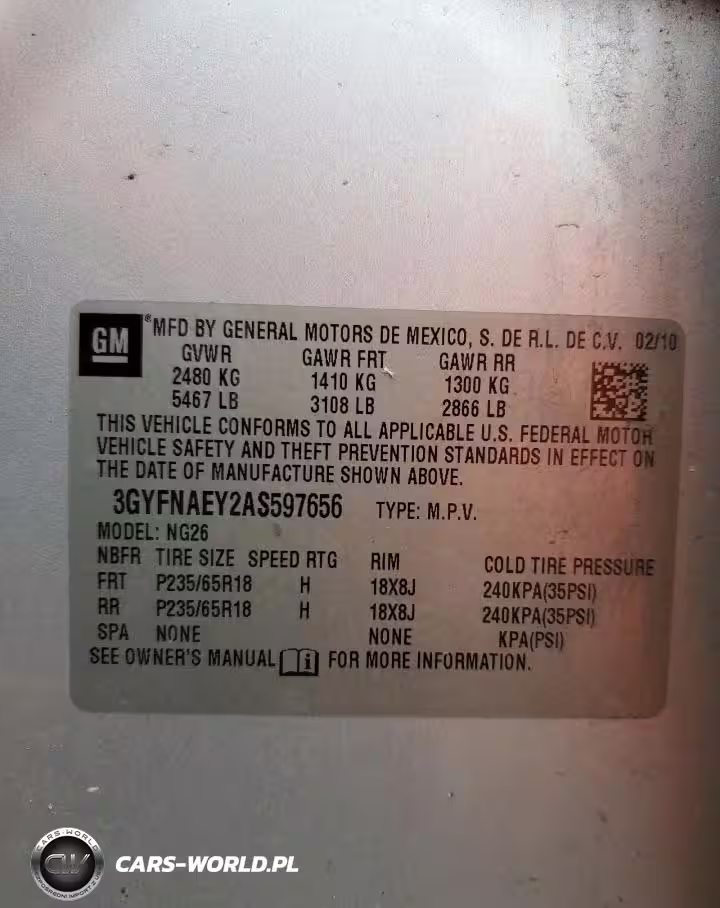 GM ® MFD BY GENERAL MOTORS DE MEXICO, S. DE R.L. DE C.V. 02/10
GVWR GAWR FRT GAWR RR
2480 KG 1410 KG 1300 KG
5467 LB 3108 LB 2866 LB
THIS VEHICLE CONFORMS TO ALL APPLICABLE U.S. FEDERAL MOTOR
VEHICLE SAFETY AND THEFT PREVENTION STANDARDS IN EFFECT ON
THE DATE OF MANUFACTURE SHOWN ABOVE.
3GYFNAEY2AS597656 TYPE: M.P.V.
MODEL: NG26
NBFR TIRE SIZE SPEED RTG RIM COLD TIRE PRESSURE
FRT P235/65R18 H 18X8J 240KPA(35PSI)
RR P235/65R18 H 18X8J 240KPA(35PSI)
SPA NONE NONE KPA(PSI)
SEE OWNER'S MANUAL i FOR MORE INFORMATION.
CARS-WORLD
CW
CARS-WORLD.PL